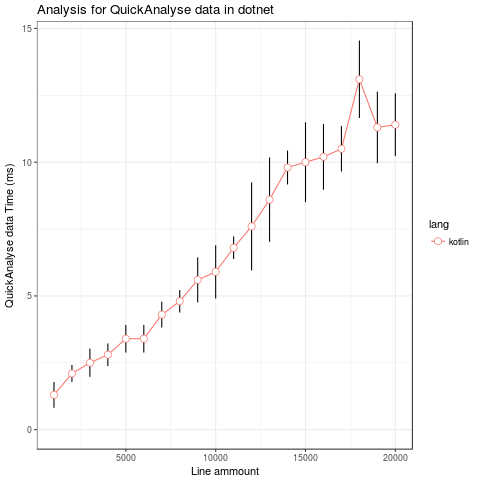 Analysis for QuickAnalyse data in dotnet
QuickAnalyse data Time (ms)
15
10
5
0
5000
10000
15000
20000
Line ammount
lang
kotlin